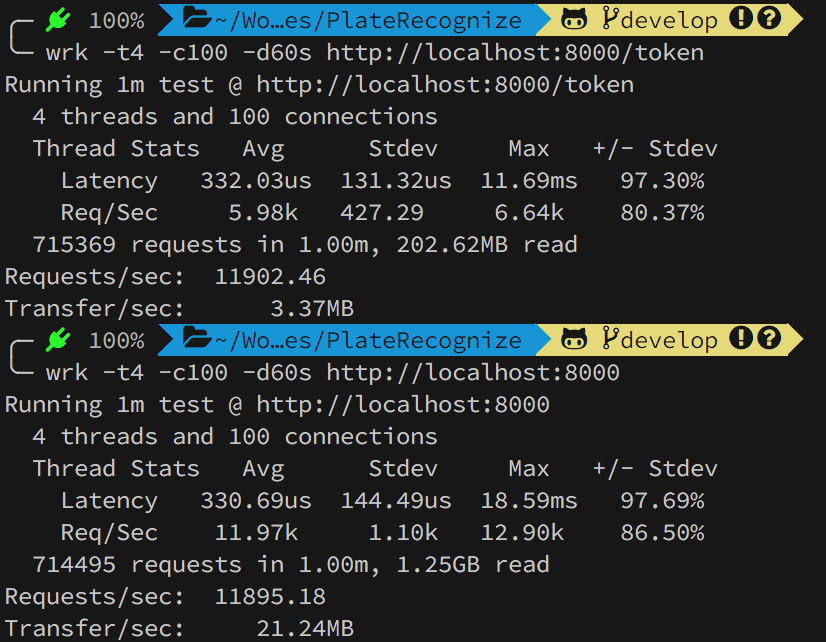 100% ~/Wo…es/PlateRecognize develop
wrk -t4 -c100 -d60s http://localhost:8000/token
Running 1m test @ http://localhost:8000/token
4 threads and 100 connections
Thread Stats Avg Stdev Max +/- Stdev
Latency 332.03us 131.32us 11.69ms 97.30%
Req/Sec 5.98k 427.29 6.64k 80.37%
715369 requests in 1.00m, 202.62MB read
Requests/sec: 11902.46
Transfer/sec: 3.37MB
100% ~/Wo…es/PlateRecognize develop
wrk -t4 -c100 -d60s http://localhost:8000
Running 1m test @ http://localhost:8000
4 threads and 100 connections
Thread Stats Avg Stdev Max +/- Stdev
Latency 330.69us 144.49us 18.59ms 97.69%
Req/Sec 11.97k 1.10k 12.90k 86.50%
714495 requests in 1.00m, 1.25GB read
Requests/sec: 11895.18
Transfer/sec: 21.24MB